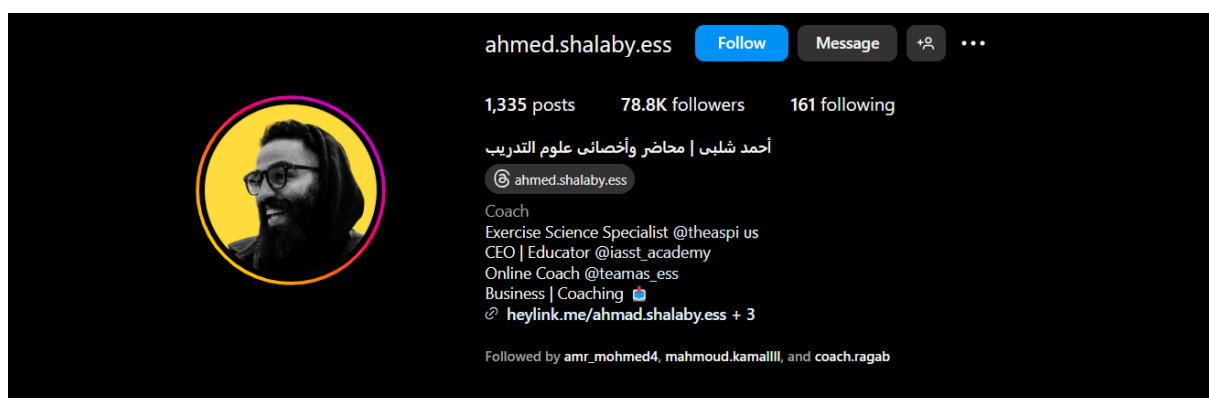 ahmed.shalaby.ess Follow Message
1,335 posts 78.8K followers 161 following
أحمد شلبى | محاضر وأخصائى علوم التدريب
ahmed.shalaby.ess
Coach
Exercise Science Specialist @theaspi us
CEO | Educator @iasst_academy
Online Coach @teamas_ess
Business | Coaching 📩
heylink.me/ahmad.shalaby.ess + 3
Followed by amr_mohmed4, mahmoud.kamallll, and coach.ragab